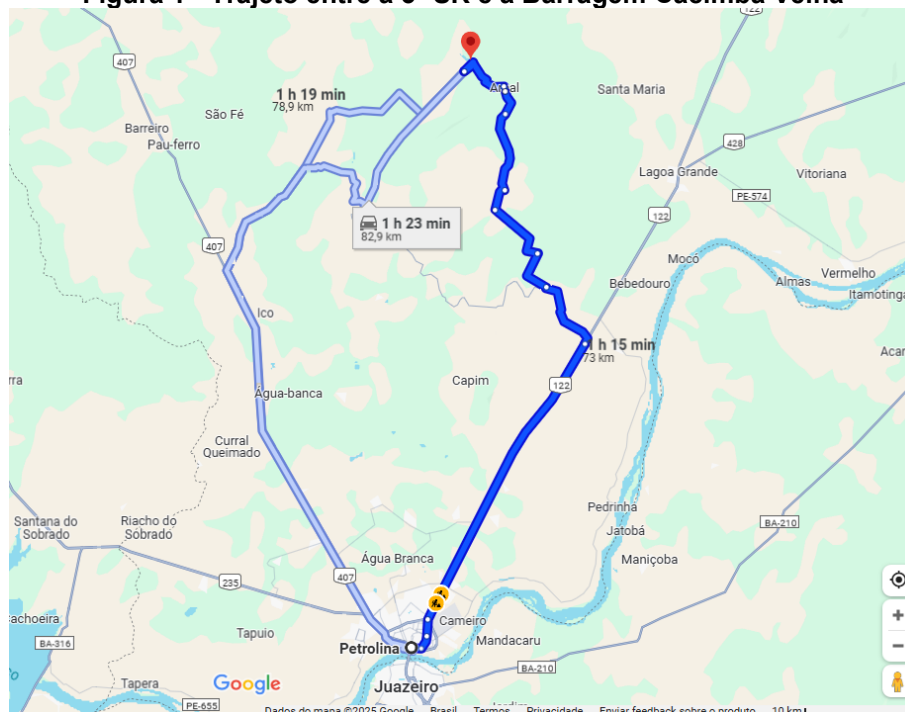 122
407
Arial
1 h 19 min
78,9 km
São Fé
Santa Maria
Barreiro
Pau-ferro
428
Lagoa Grande
Vitoriana
PE-574
122
1 h 23 min
82,9 km
407
Mocó
Vermelho
Bebedouro
Almas
Itamotinga
Ico
1 h 15 min
73 km
Capim
122
Água-banca
Curral
Queimado
Pedrinha
Santana do
Sobrado
Riacho do
Sobrado
Jatobá
BA-210
Água Branca
Maniçoba
407
235
Cameiro
Tapuio
BA-316
Petrolina
Mandacaru
BA-210
Tapera
Google
Juazeiro
PE-655
Dados do mapa ©2025 Google Brasil Termos Privacidade Enviar feedback sobre o produto 10 km